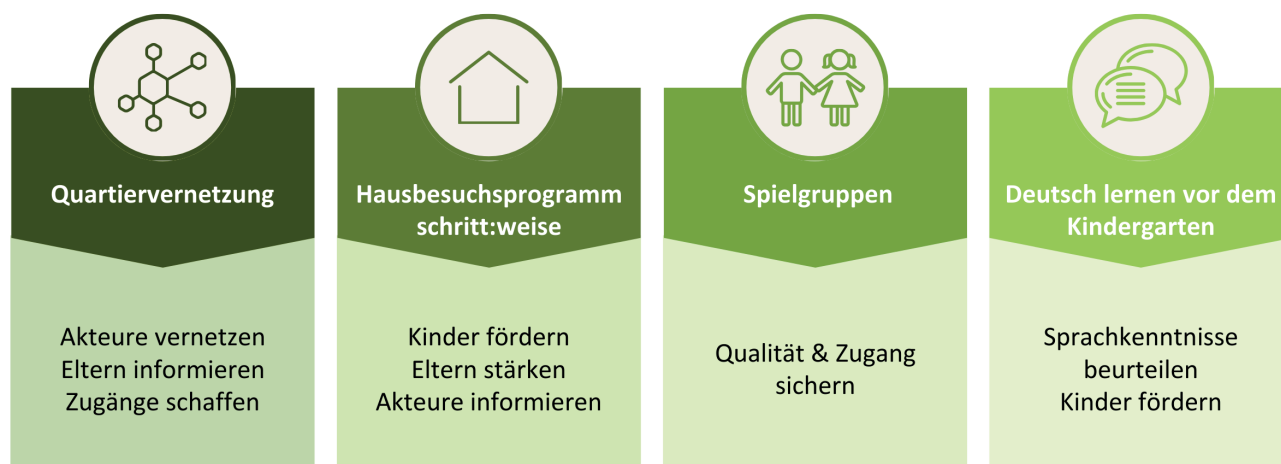 Quartiervernetzung
Akteure vernetzen
Eltern informieren
Zugänge schaffen
Hausbesuchsprogramm
schritt:weise
Kinder fördern
Eltern stärken
Akteure informieren
Spielgruppen
Qualität & Zugang
sichern
Deutsch lernen vor dem
Kindergarten
Sprachkenntnisse
beurteilen
Kinder fördern